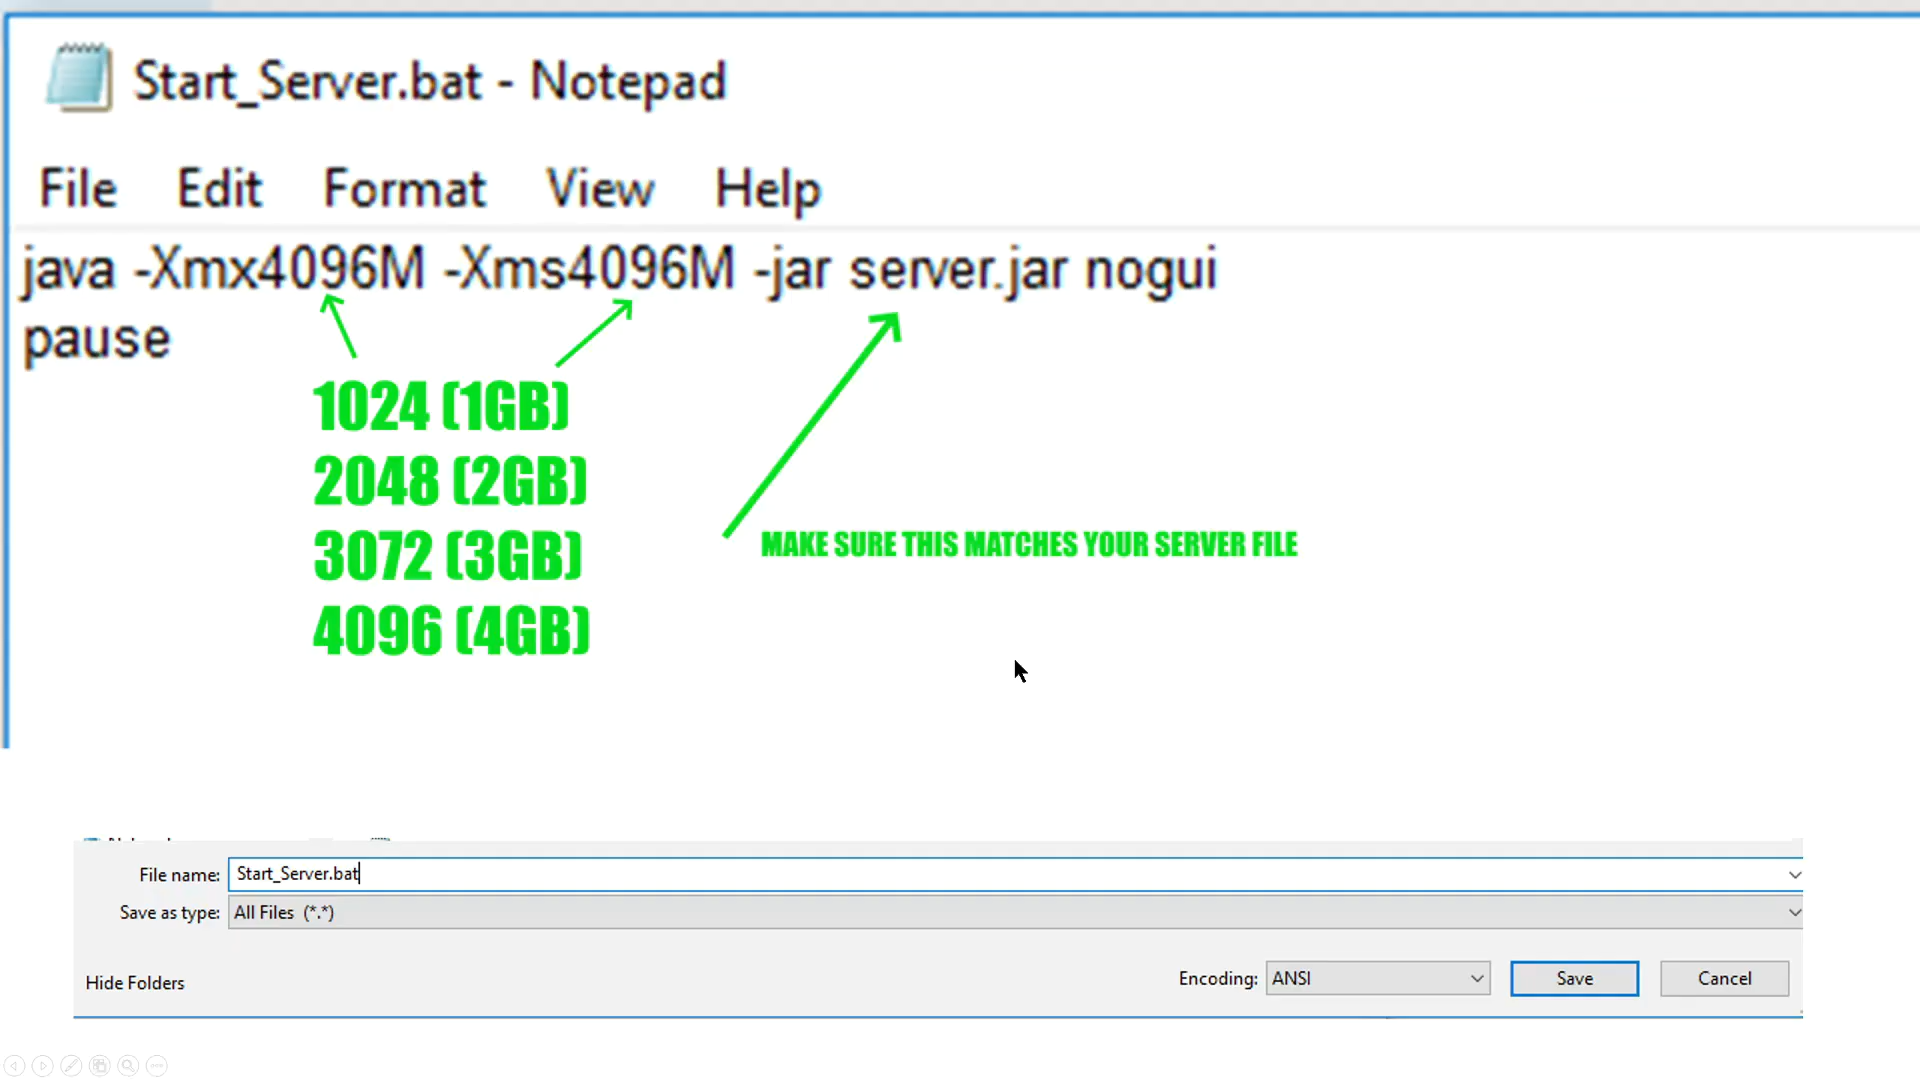 Start_Server.bat - Notepad
File Edit Format View Help
java -Xmx4096M -Xms4096M -jar server.jar nogui
pause
1024 (1GB)
2048 (2GB)
3072 (3GB)
4096 (4GB)
MAKE SURE THIS MATCHES YOUR SERVER FILE
File name: Start_Server.bat
Save as type: All Files (*.*)
Hide Folders
Encoding: ANSI Save Cancel